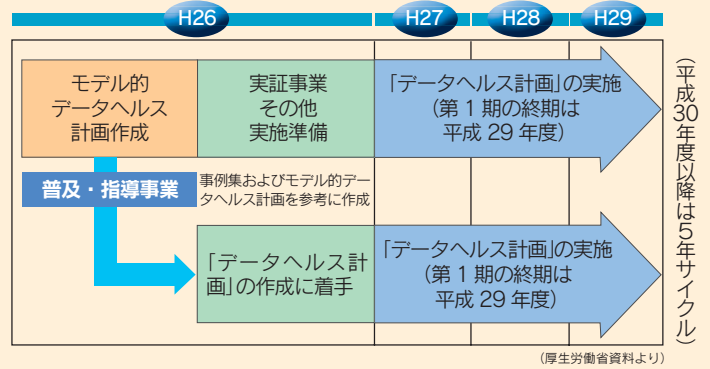 H26
H27
H28
H29
モデル的
データヘルス
計画作成
実証事業
その他
実施準備
「データヘルス計画」の実施
(第1期の終期は
平成 29 年度)
普及・指導事業
事例集およびモデル的デー
タヘルス計画を参考に作成
「データヘルス計
画」の作成に着手
「データヘルス計画」の実施
(第1期の終期は
平成 29 年度)
(平成30年度以降は5年サイクル)
(厚生労働省資料より)